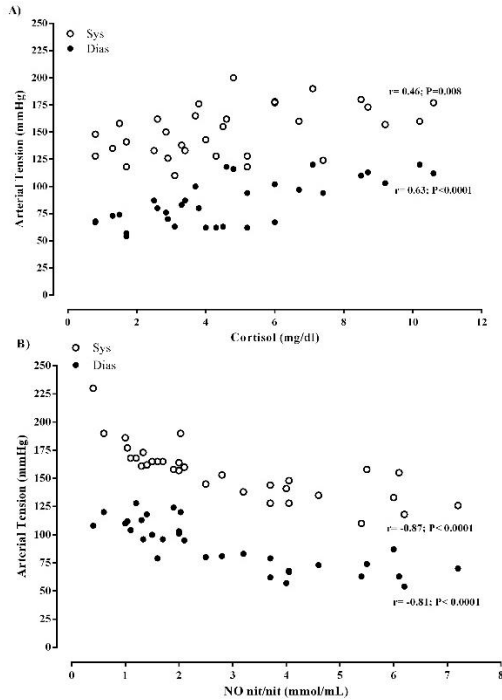 A)
Sys
Dias
250
225
200
175
150
125
100
75
50
25
0
Arterial Tension (mmHg)
r= 0.46; P=0.008
r= 0.63; P<0.0001
0 2 4 6 8 10 12
Cortisol (mg/dl)
B)
Sys
Dias
250
225
200
175
150
125
100
75
50
25
0
Arterial Tension (mmHg)
r= -0.87; P< 0.0001
r= -0.81; P< 0.0001
0 1 2 3 4 5 6 7 8
NO nit/nit (mmol/mL)